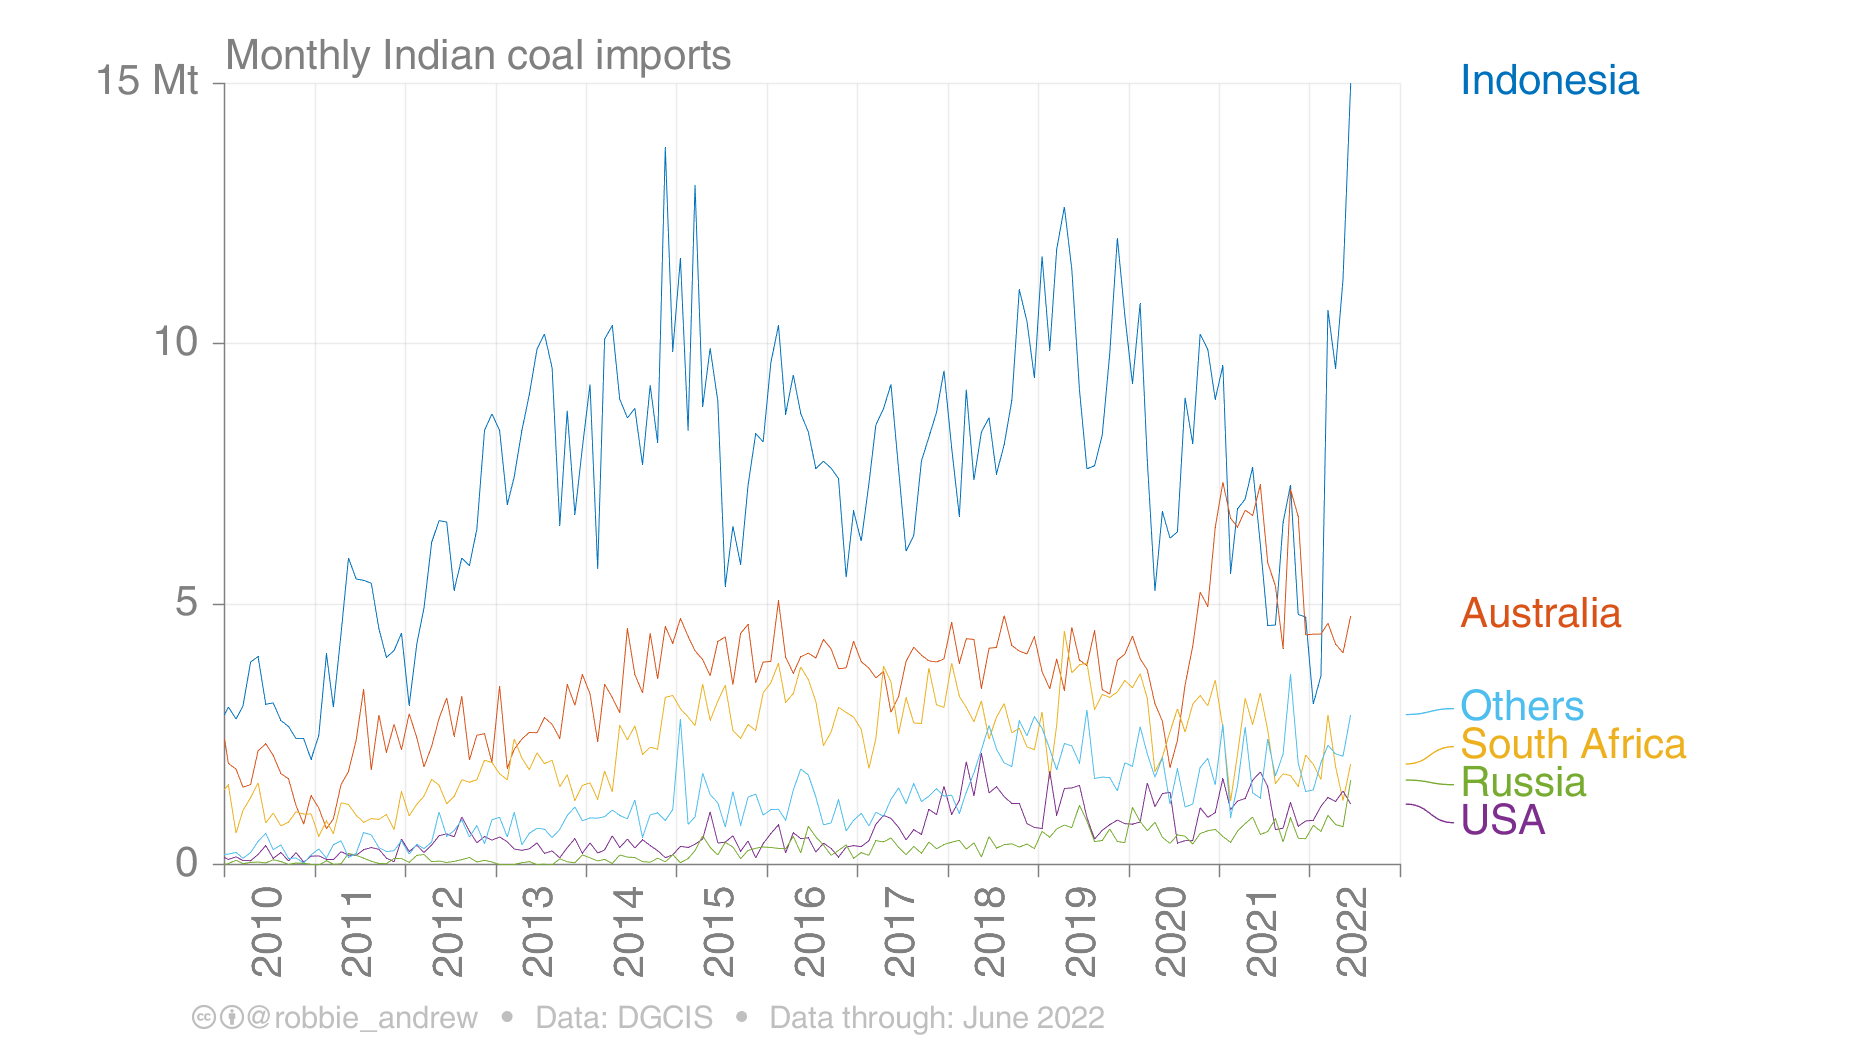 Monthly Indian coal imports
15 Mt
10
5
0
Indonesia
Australia
Others
South Africa
Russia
USA
2010
2011
2012
2013
2014
2015
2016
2017
2018
2019
2020
2021
2022
cc @robbie_andrew • Data: DGCIS • Data through: June 2022